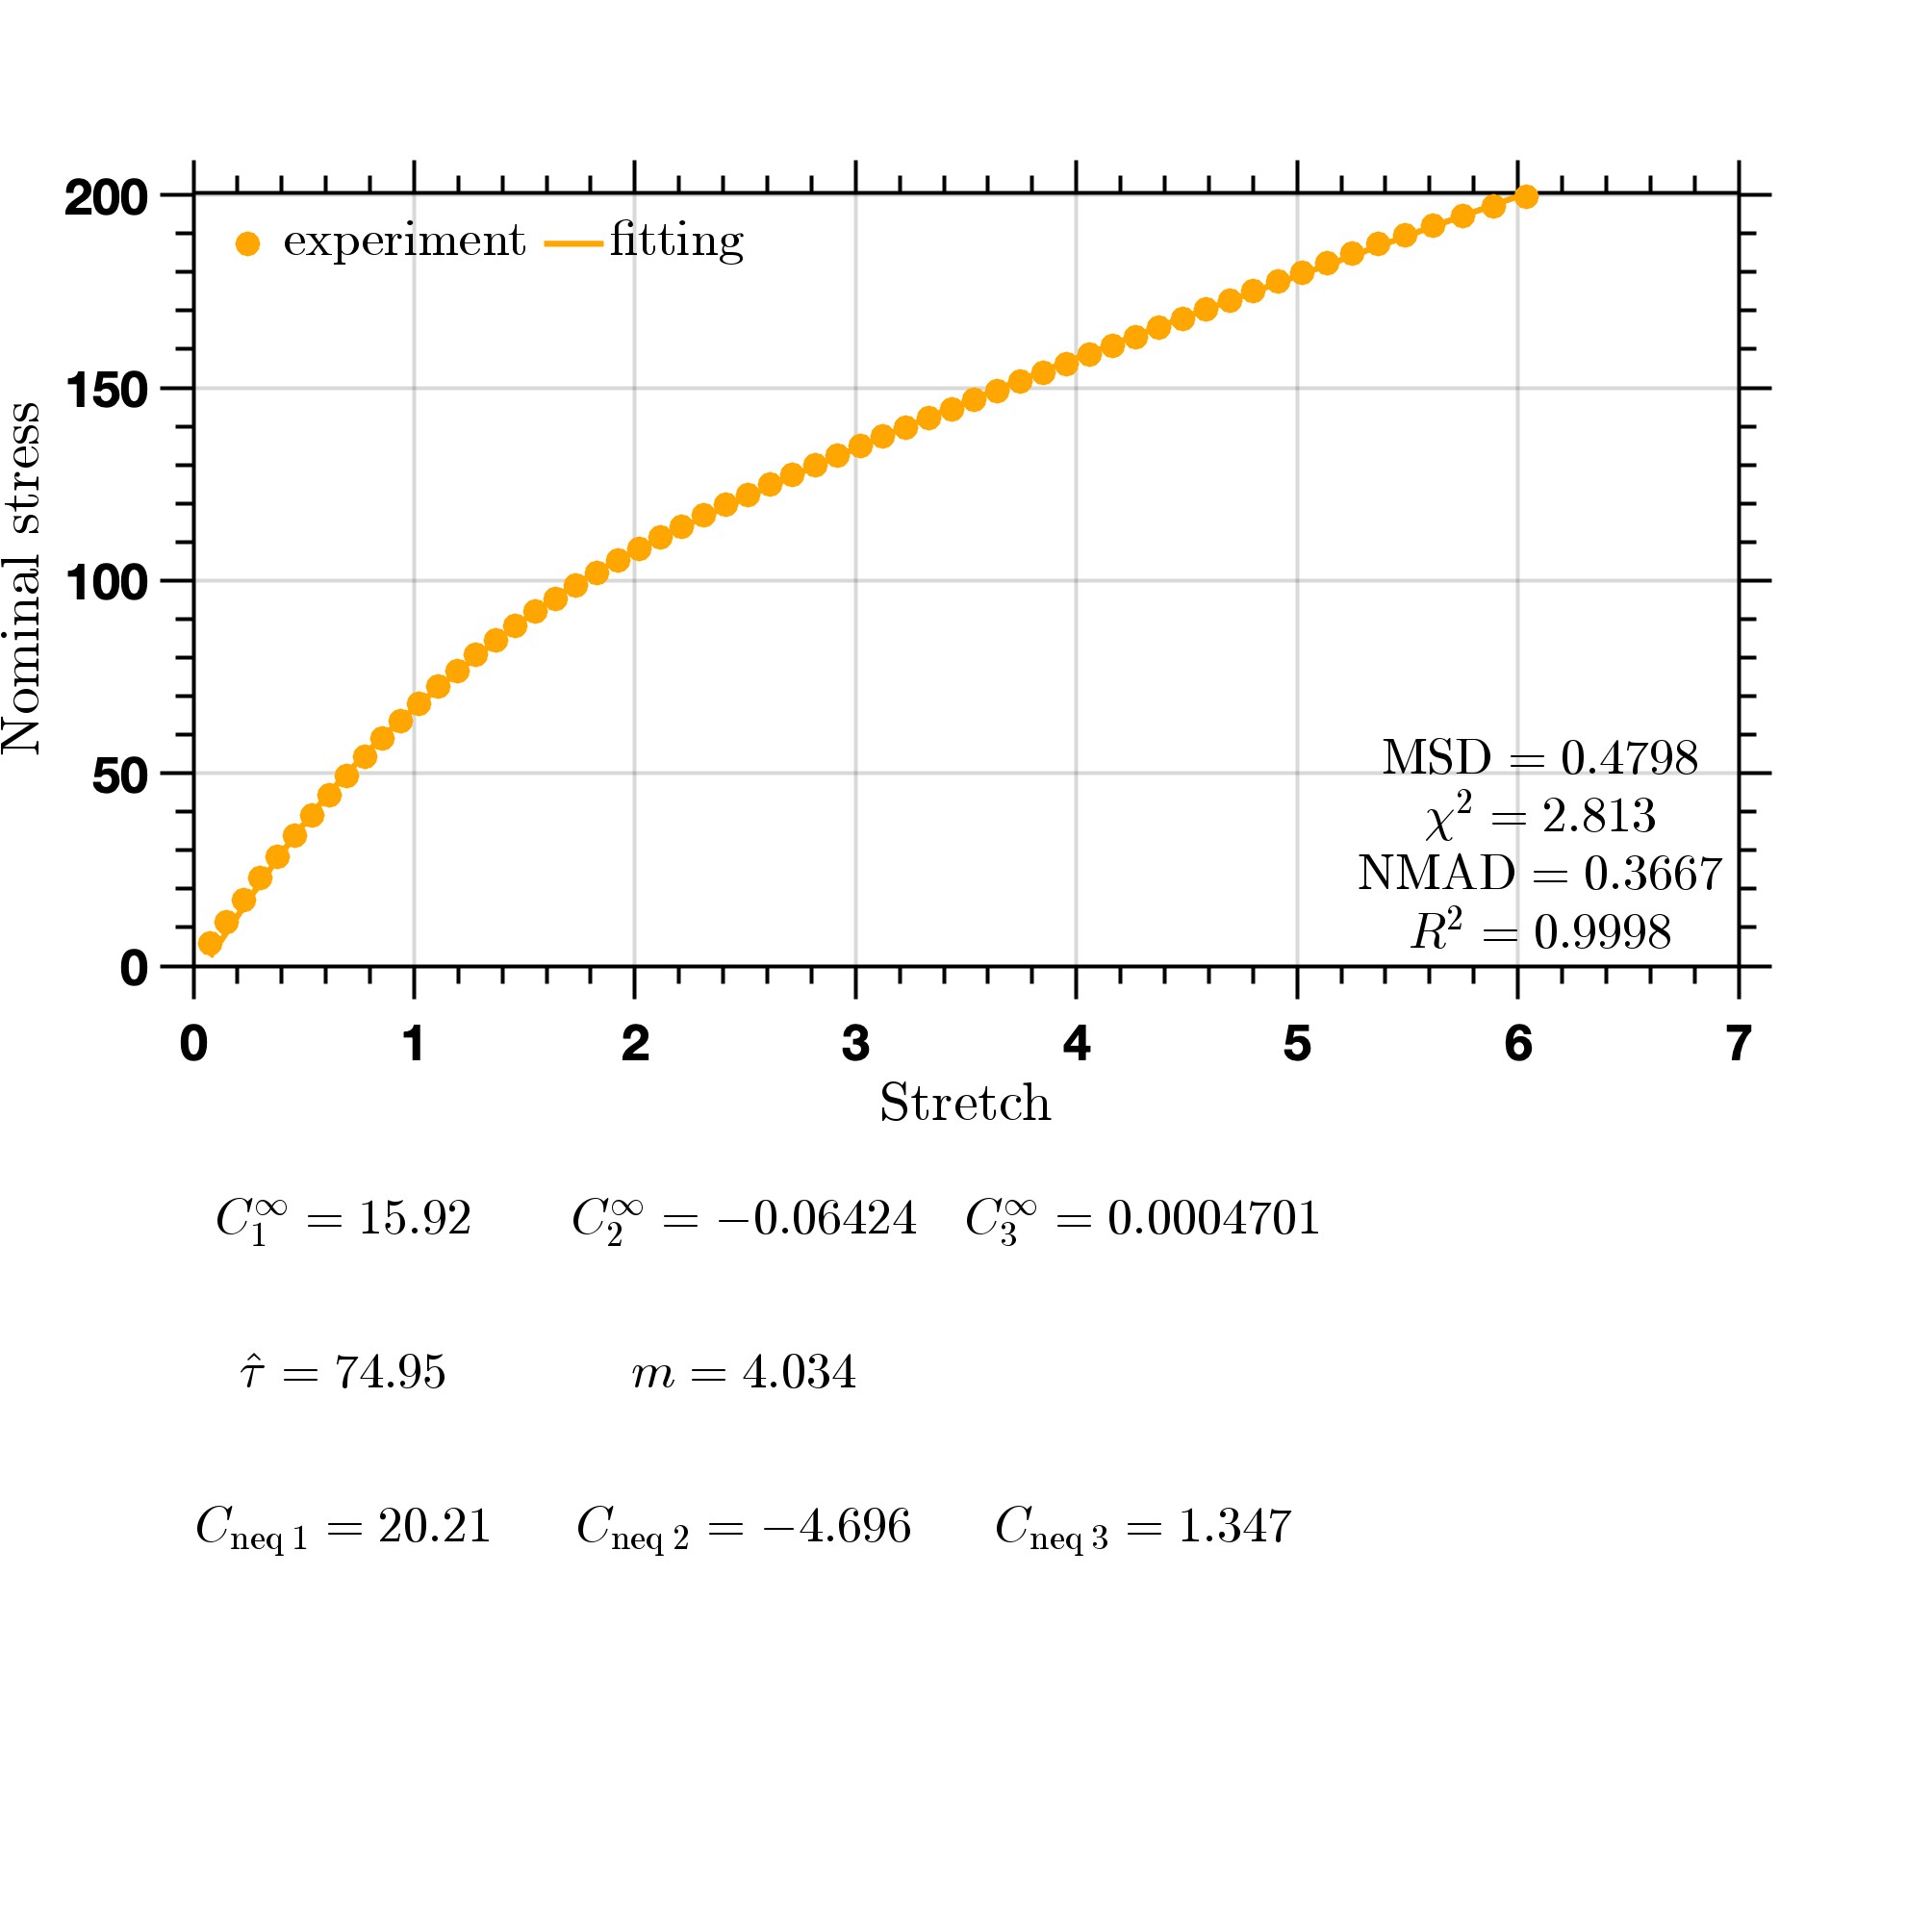 200
150
100
50
0
Nominal stress
experiment fitting
MSD = 0.4798
χ² = 2.813
NMAD = 0.3667
R² = 0.9998
0 1 2 3 4 5 6 7
Stretch
C₁^∞ = 15.92 C₂^∞ = −0.06424 C₃^∞ = 0.0004701
τ̂ = 74.95 m = 4.034
C_neq 1 = 20.21 C_neq 2 = −4.696 C_neq 3 = 1.347